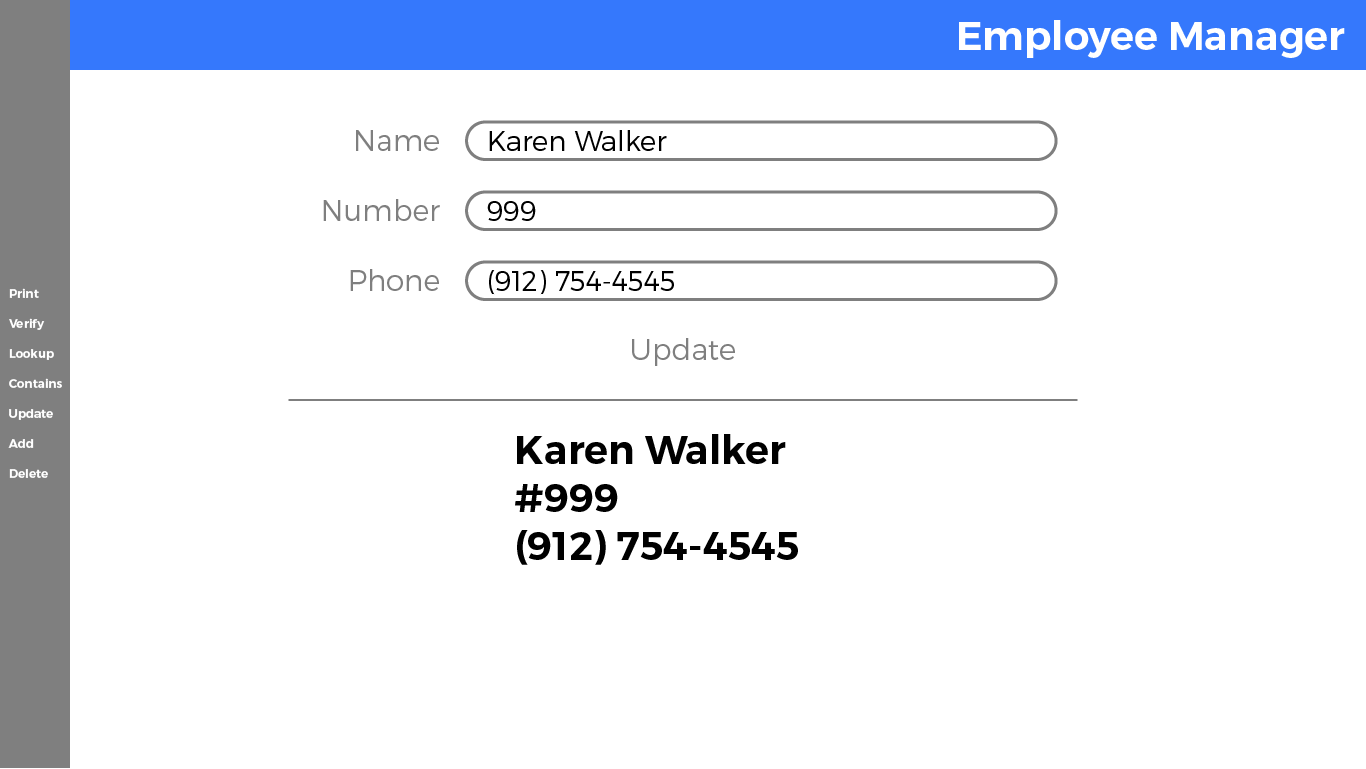 Employee Manager
Name Karen Walker
Number 999
Phone (912) 754-4545
Update
Karen Walker
#999
(912) 754-4545
Print
Verify
Lookup
Contains
Update
Add
Delete